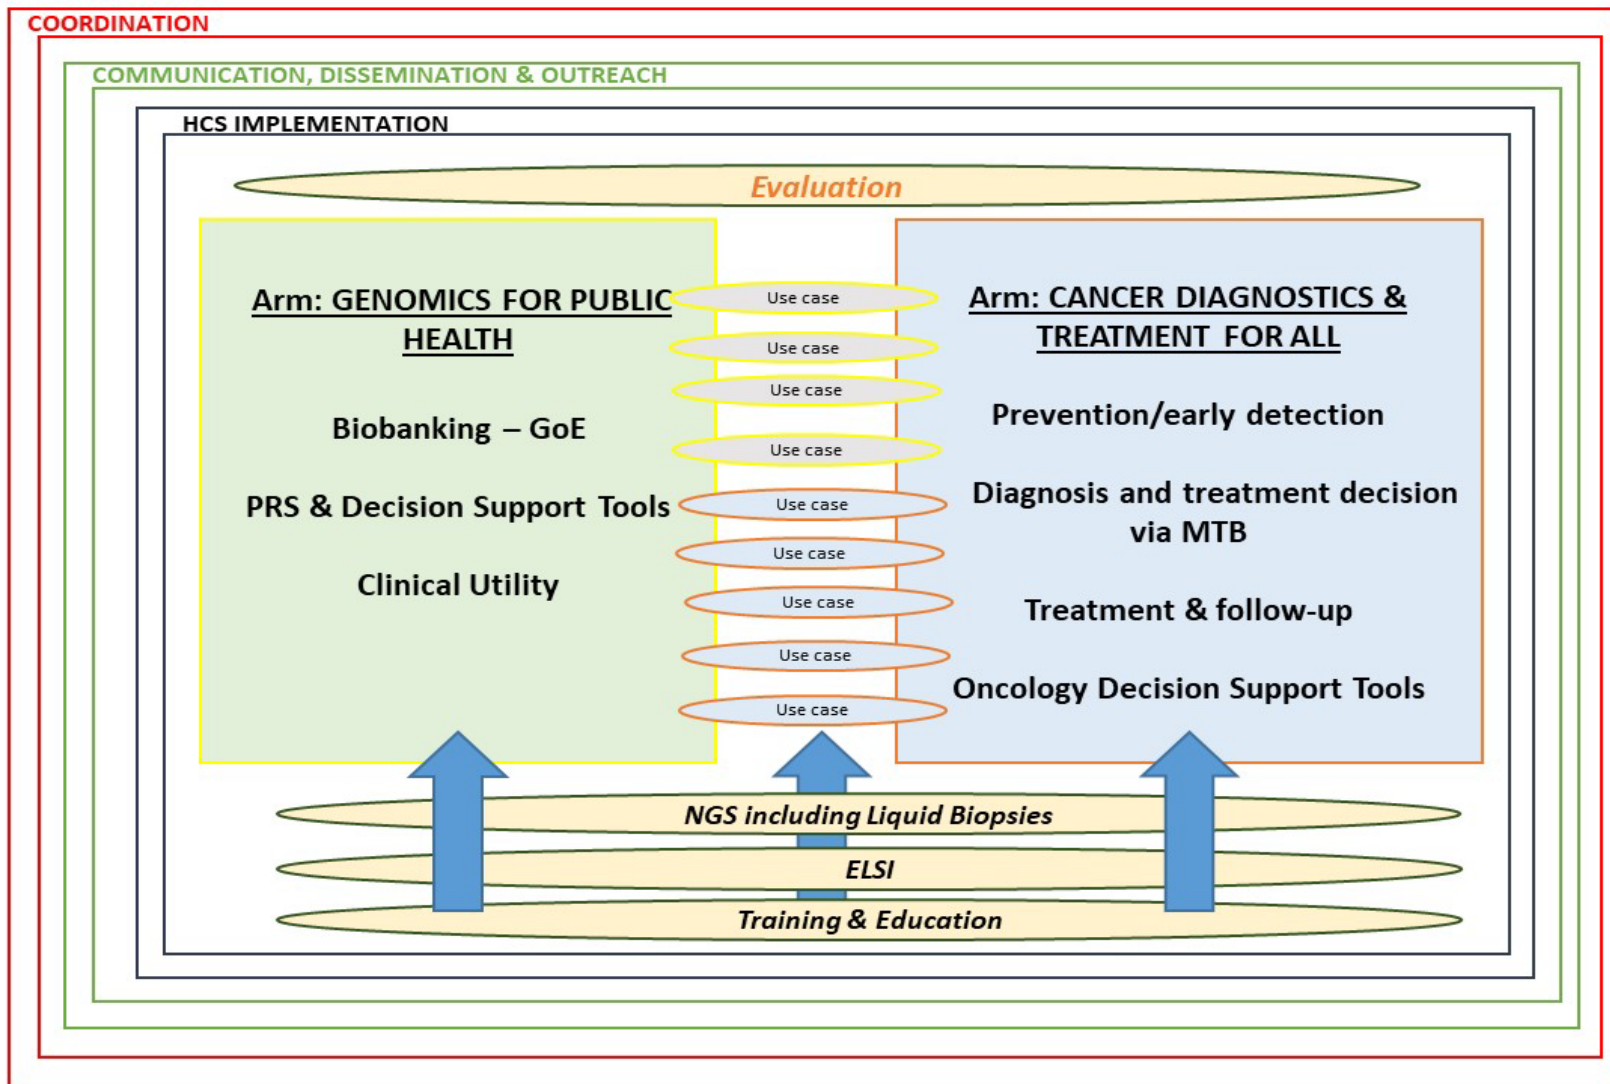 COORDINATION
COMMUNICATION, DISSEMINATION & OUTREACH
HCS IMPLEMENTATION
Evaluation
Arm: GENOMICS FOR PUBLIC
HEALTH
Biobanking – GoE
PRS & Decision Support Tools
Clinical Utility
Use case
Use case
Use case
Use case
Use case
Use case
Use case
Use case
Use case
Arm: CANCER DIAGNOSTICS &
TREATMENT FOR ALL
Prevention/early detection
Diagnosis and treatment decision
via MTB
Treatment & follow-up
Oncology Decision Support Tools
NGS including Liquid Biopsies
ELSI
Training & Education